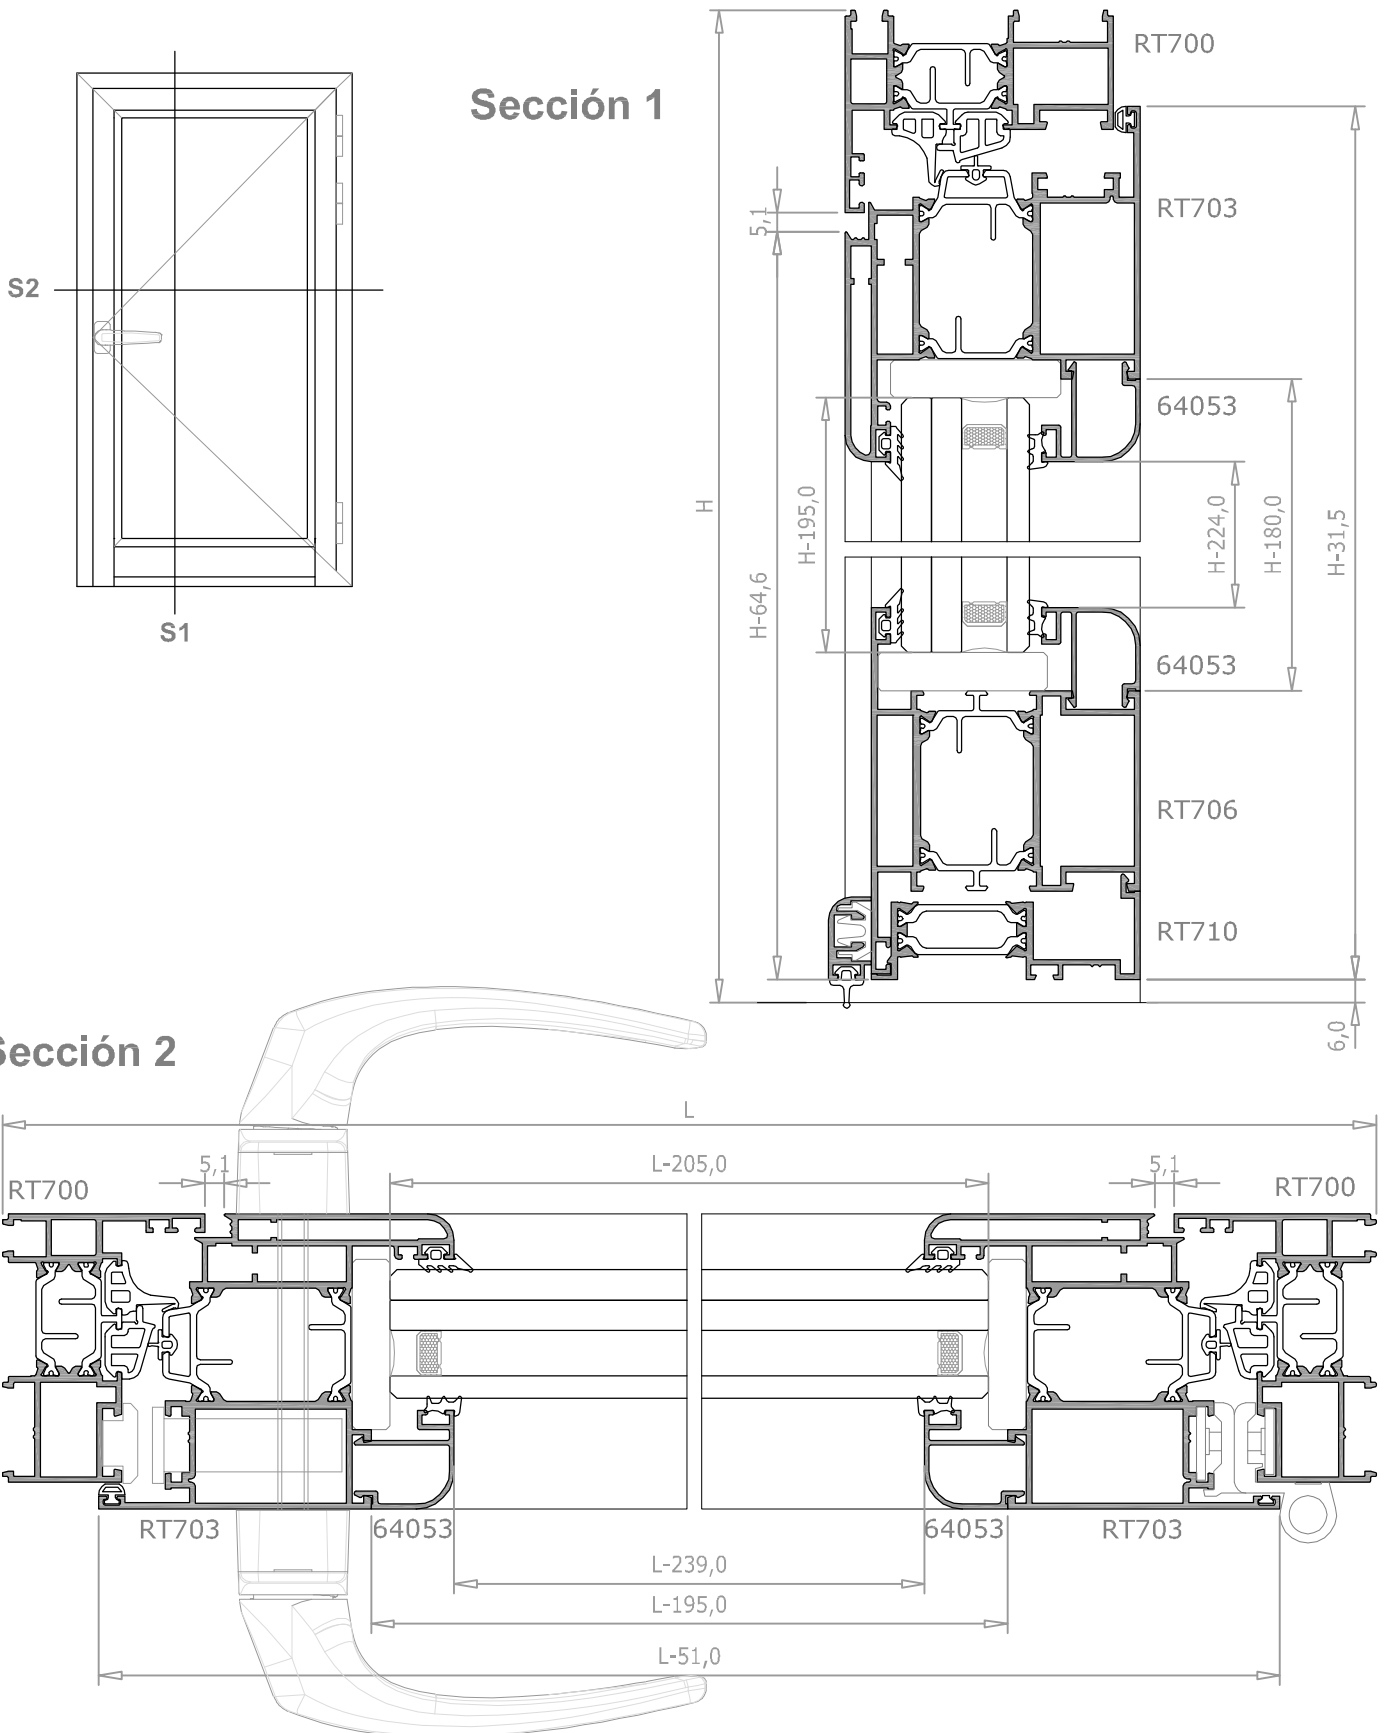 Sección 1
RT700
RT703
5,1
S2
64053
H
H-195,0
H-224,0
H-180,0
H-31,5
H-64,6
S1
64053
RT706
RT710
6,0
Sección 2
L
5,1
L-205,0
5,1
RT700
RT700
RT703
64053
64053
RT703
L-239,0
L-195,0
L-51,0